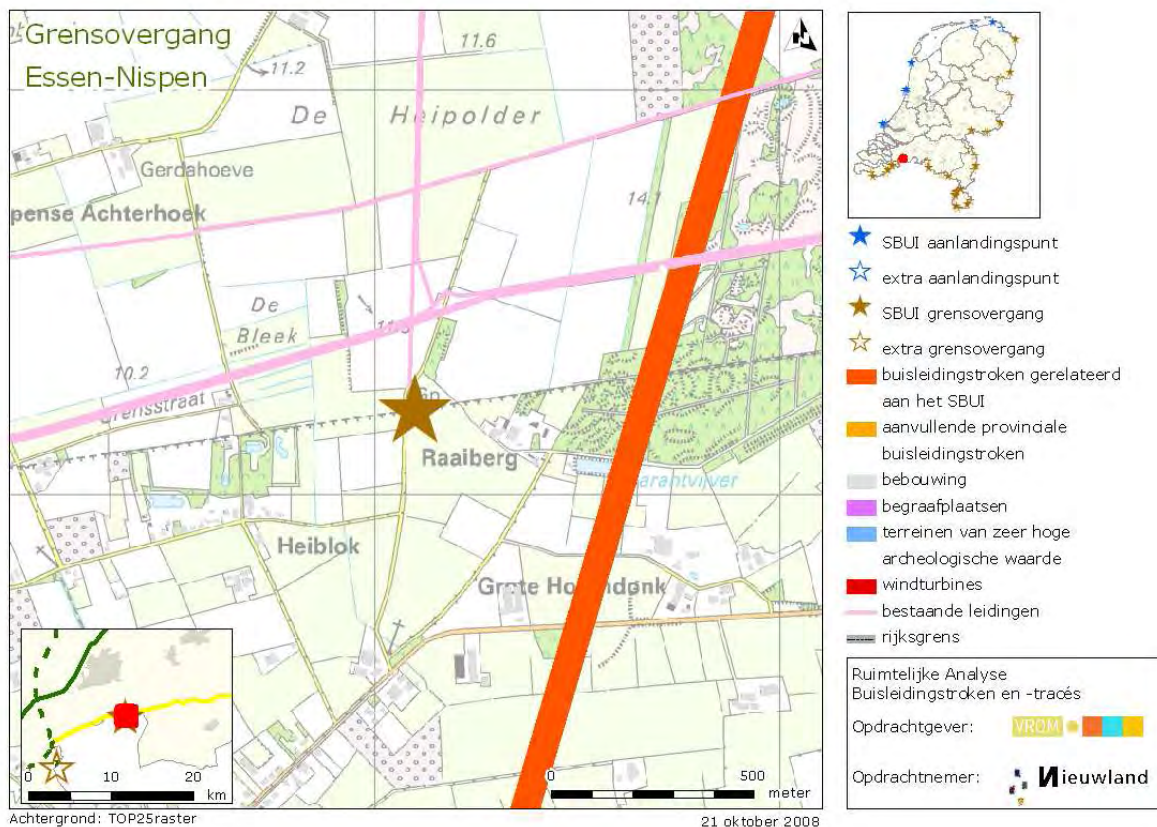 Grensovergang
Essen-Nispen
11.6
11.2
De Heipolder
Gerdahoeve
14.1
pense Achterhoek
De
Bleek
10.2
Raaiberg
Heiblok
0 10 20
km
0 500
meter
Achtergrond: TOP25raster
21 oktober 2008
SBUI aanlandingspunt
extra aanlandingspunt
SBUI grensovergang
extra grensovergang
buisleidingstroken gerelateerd
aan het SBUI
aanvullende provinciale
buisleidingstroken
bebouwing
begraafplaatsen
terreinen van zeer hoge
archeologische waarde
windturbines
bestaande leidingen
rijksgrens
Ruimtelijke Analyse
Buisleidingstroken en -tracés
Opdrachtgever: VROM
Opdrachtnemer: Nieuwland